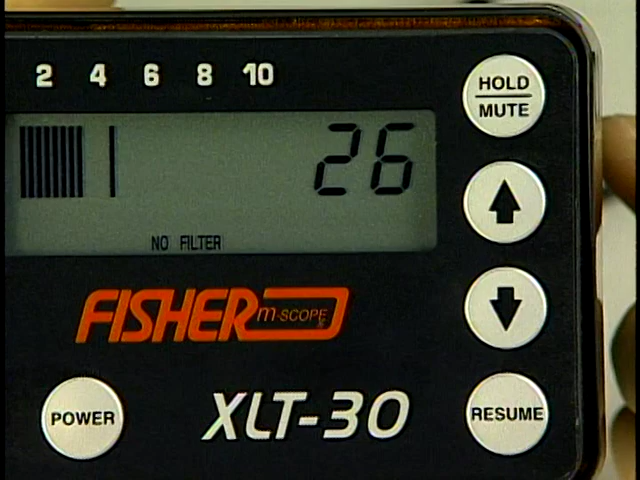 2 4 6 8 10
HOLD
MUTE
26
NO FILTER
FISHER m-SCOPE
POWER
XLT-30
RESUME